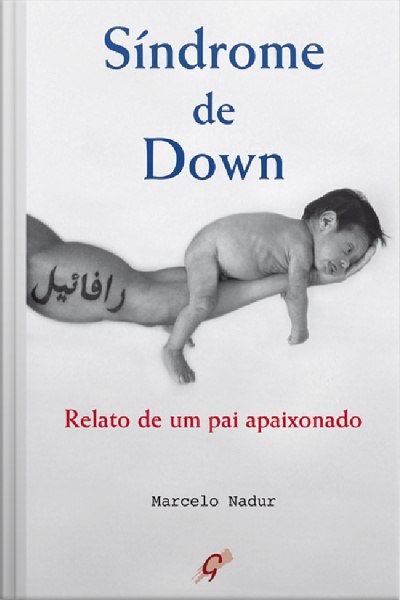 Síndrome
de
Down
رافائيل
Relato de um pai apaixonado
Marcelo Nadur
G